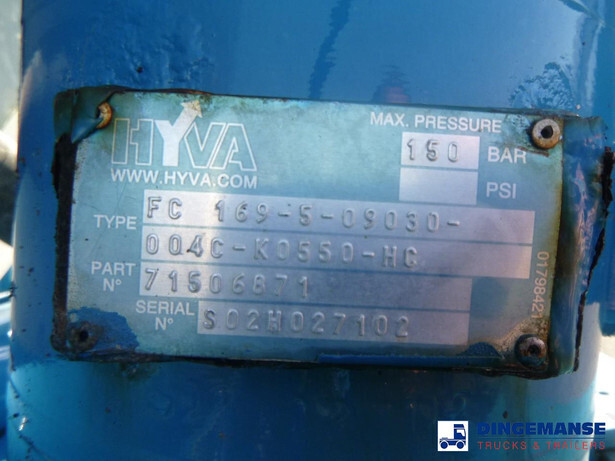 HYVA
WWW.HYVA.COM
MAX. PRESSURE
150 BAR
PSI
TYPE FC 169-5-09030-
004C-K0550-HC
PART N° 71506871
SERIAL N° S02H027102
DINGEMANSE
TRUCKS & TRAILERS